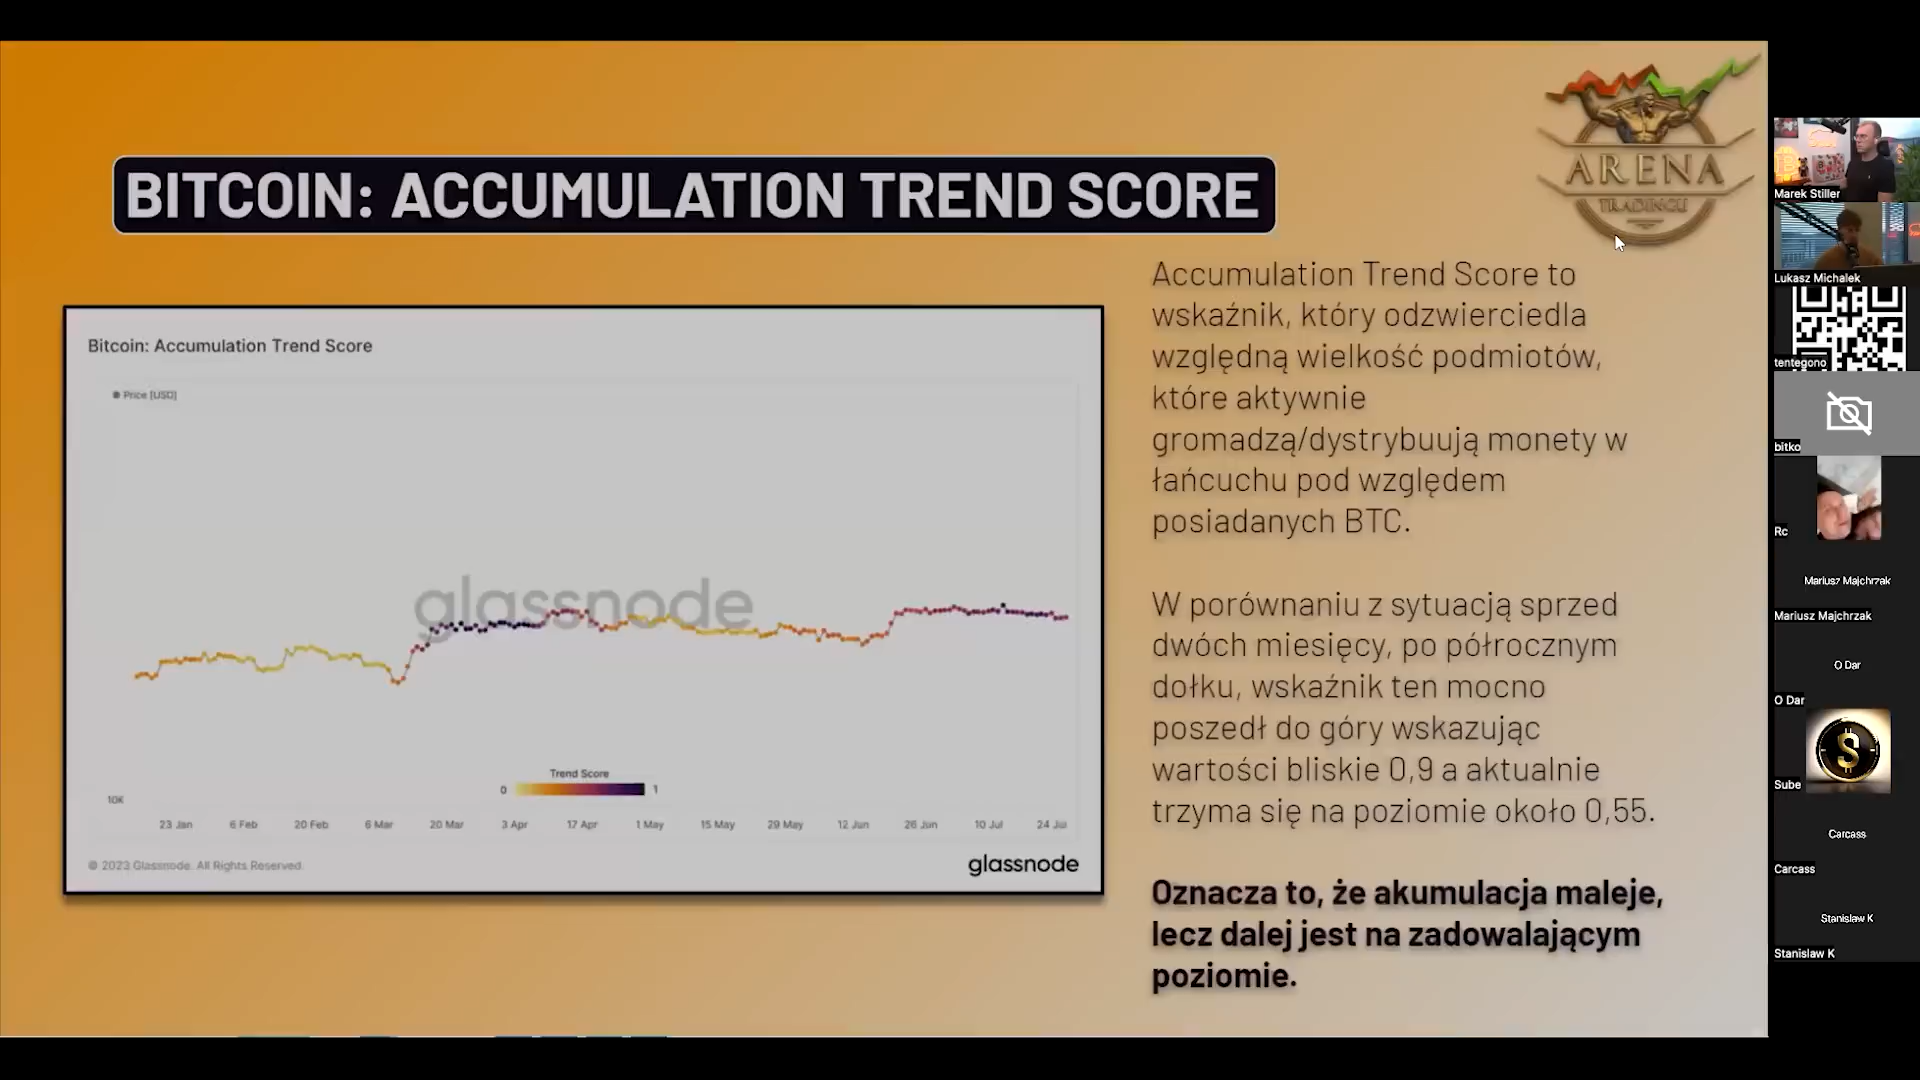 BITCOIN: ACCUMULATION TREND SCORE
ARENA
TRADINGU
Bitcoin: Accumulation Trend Score
Price [USD]
glassnode
Trend Score
0
1
10K
23 Jan
6 Feb
20 Feb
6 Mar
20 Mar
3 Apr
17 Apr
1 May
15 May
29 May
12 Jun
26 Jun
10 Jul
24 Jul
© 2023 Glassnode. All Rights Reserved.
glassnode
Accumulation Trend Score to
wskaźnik, który odzwierciedla
względną wielkość podmiotów,
które aktywnie
gromadzą/dystrybuują monety w
łańcuchu pod względem
posiadanych BTC.
W porównaniu z sytuacją sprzed
dwóch miesięcy, po półrocznym
dołku, wskaźnik ten mocno
poszedł do góry wskazując
wartości bliskie 0,9 a aktualnie
trzyma się na poziomie około 0,55.
Oznacza to, że akumulacja maleje,
lecz dalej jest na zadowalającym
poziomie.
Marek Stiller
Lukasz Michalek
tentegono
bitko
Rc
Mariusz Majchrzak
Mariusz Majchrzak
O Dar
O Dar
Sube
Carcass
Carcass
Stanislaw K
Stanislaw K